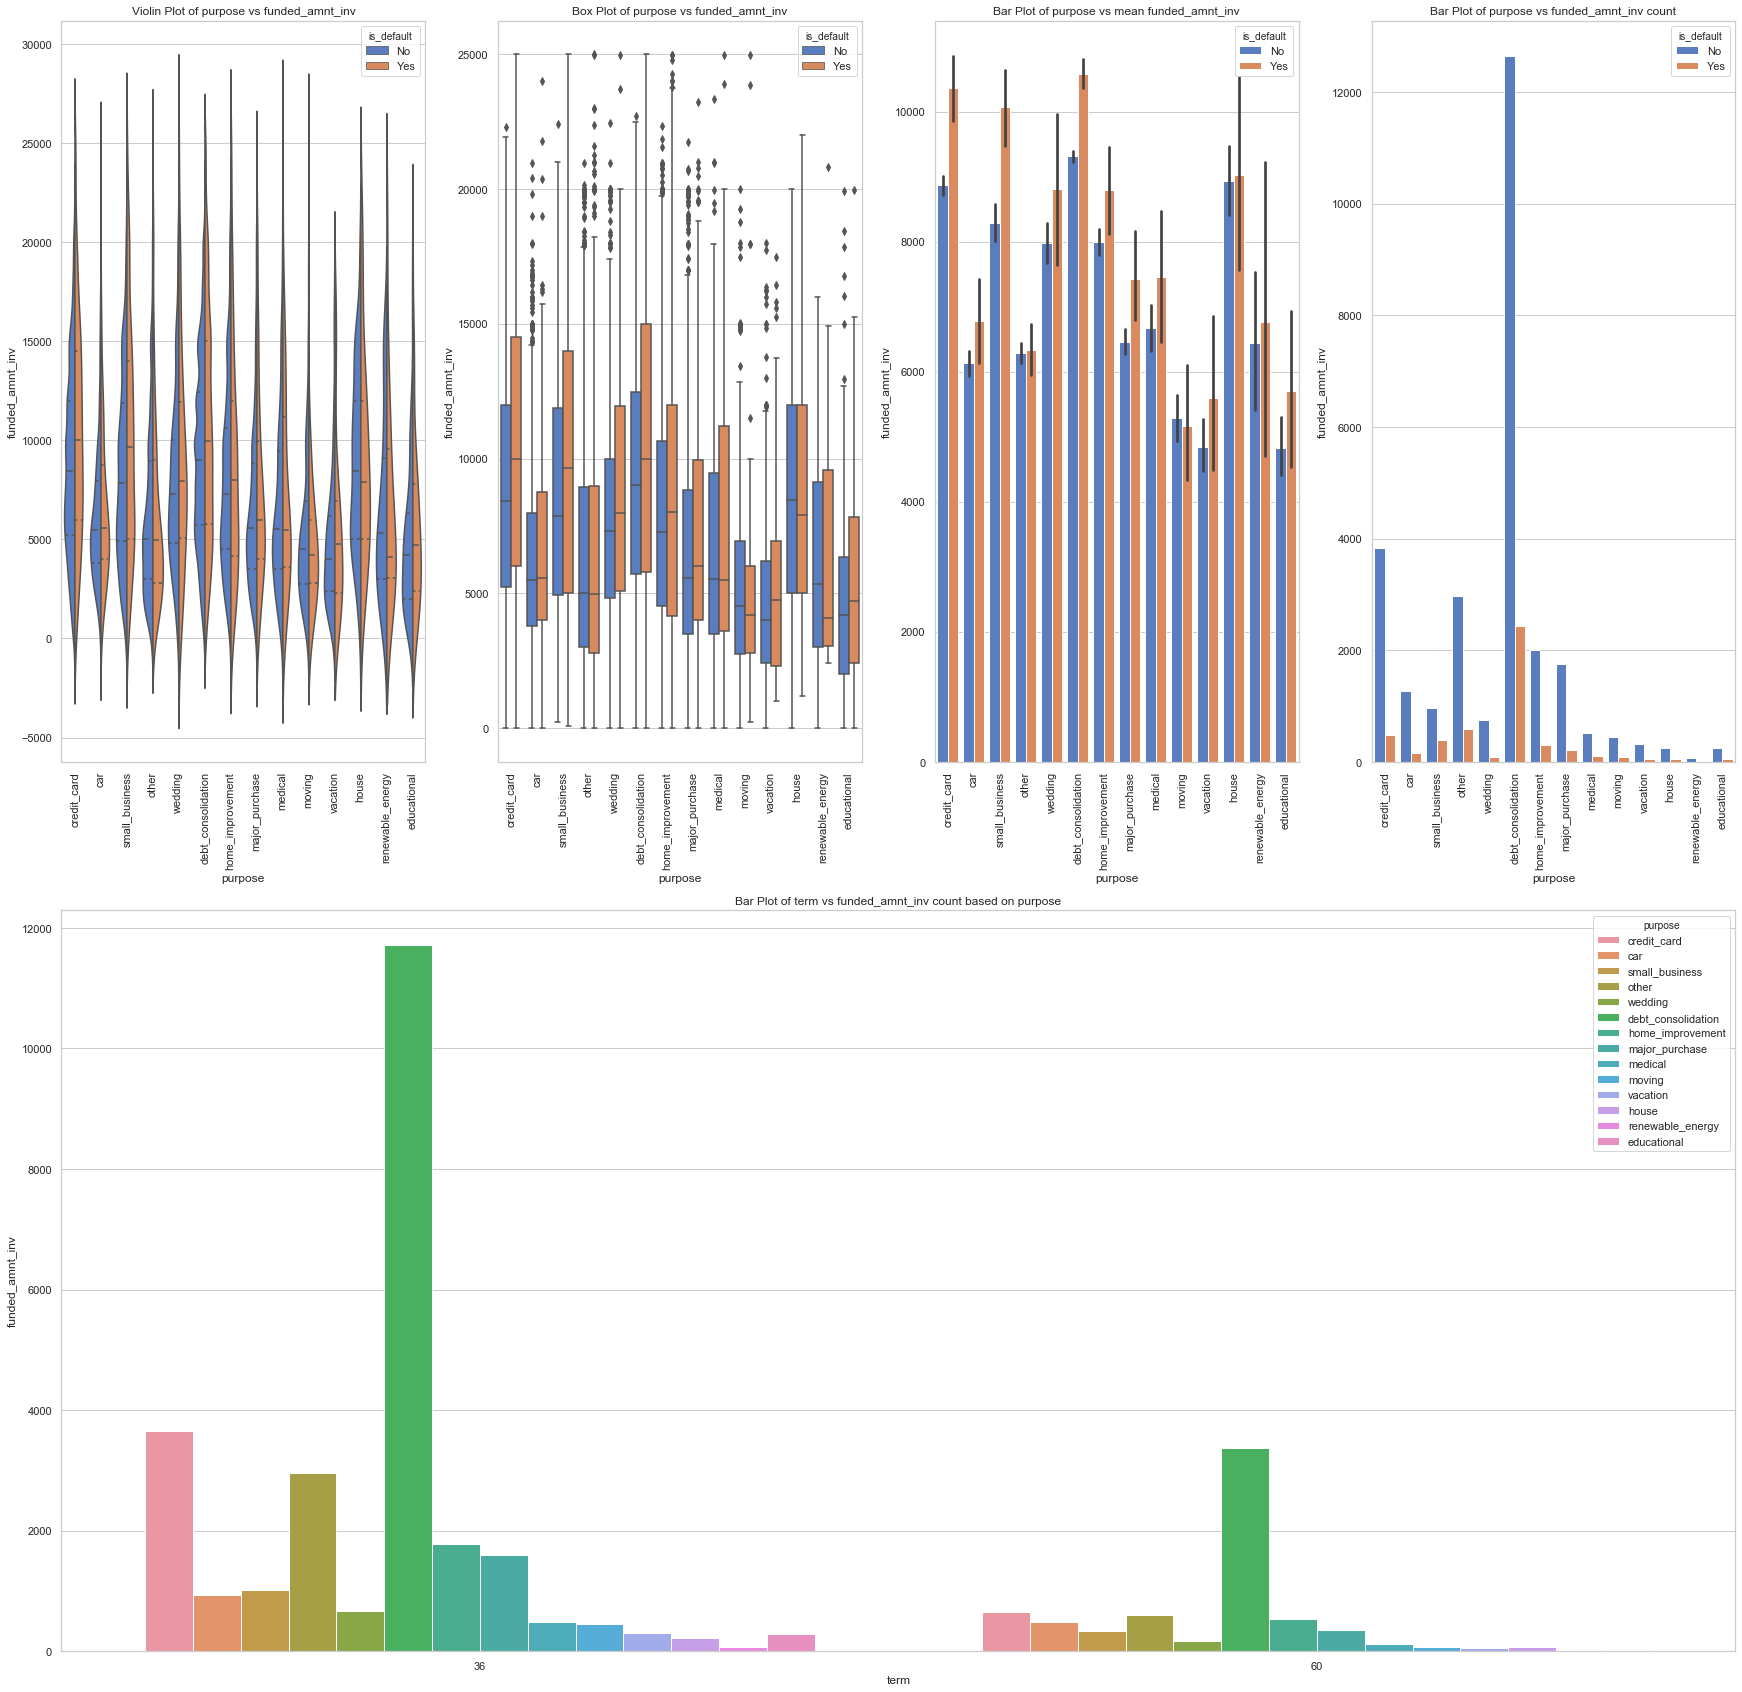 Violin Plot of purpose vs funded_amnt_inv
is_default
No
Yes
30000
25000
20000
15000
10000
5000
0
−5000
funded_amnt_inv
credit_card
car
small_business
other
wedding
debt_consolidation
home_improvement
major_purchase
medical
moving
vacation
house
renewable_energy
educational
purpose
Box Plot of purpose vs funded_amnt_inv
is_default
No
Yes
25000
20000
15000
10000
5000
0
funded_amnt_inv
credit_card
car
small_business
other
wedding
debt_consolidation
home_improvement
major_purchase
medical
moving
vacation
house
renewable_energy
educational
purpose
Bar Plot of purpose vs mean funded_amnt_inv
is_default
No
Yes
10000
8000
6000
4000
2000
0
funded_amnt_inv
credit_card
car
small_business
other
wedding
debt_consolidation
home_improvement
major_purchase
medical
moving
vacation
house
renewable_energy
educational
purpose
Bar Plot of purpose vs funded_amnt_inv count
is_default
No
Yes
12000
10000
8000
6000
4000
2000
0
funded_amnt_inv
credit_card
car
small_business
other
wedding
debt_consolidation
home_improvement
major_purchase
medical
moving
vacation
house
renewable_energy
educational
purpose
Bar Plot of term vs funded_amnt_inv count based on purpose
purpose
credit_card
car
small_business
other
wedding
debt_consolidation
home_improvement
major_purchase
medical
moving
vacation
house
renewable_energy
educational
12000
10000
8000
6000
4000
2000
0
funded_amnt_inv
36
60
term